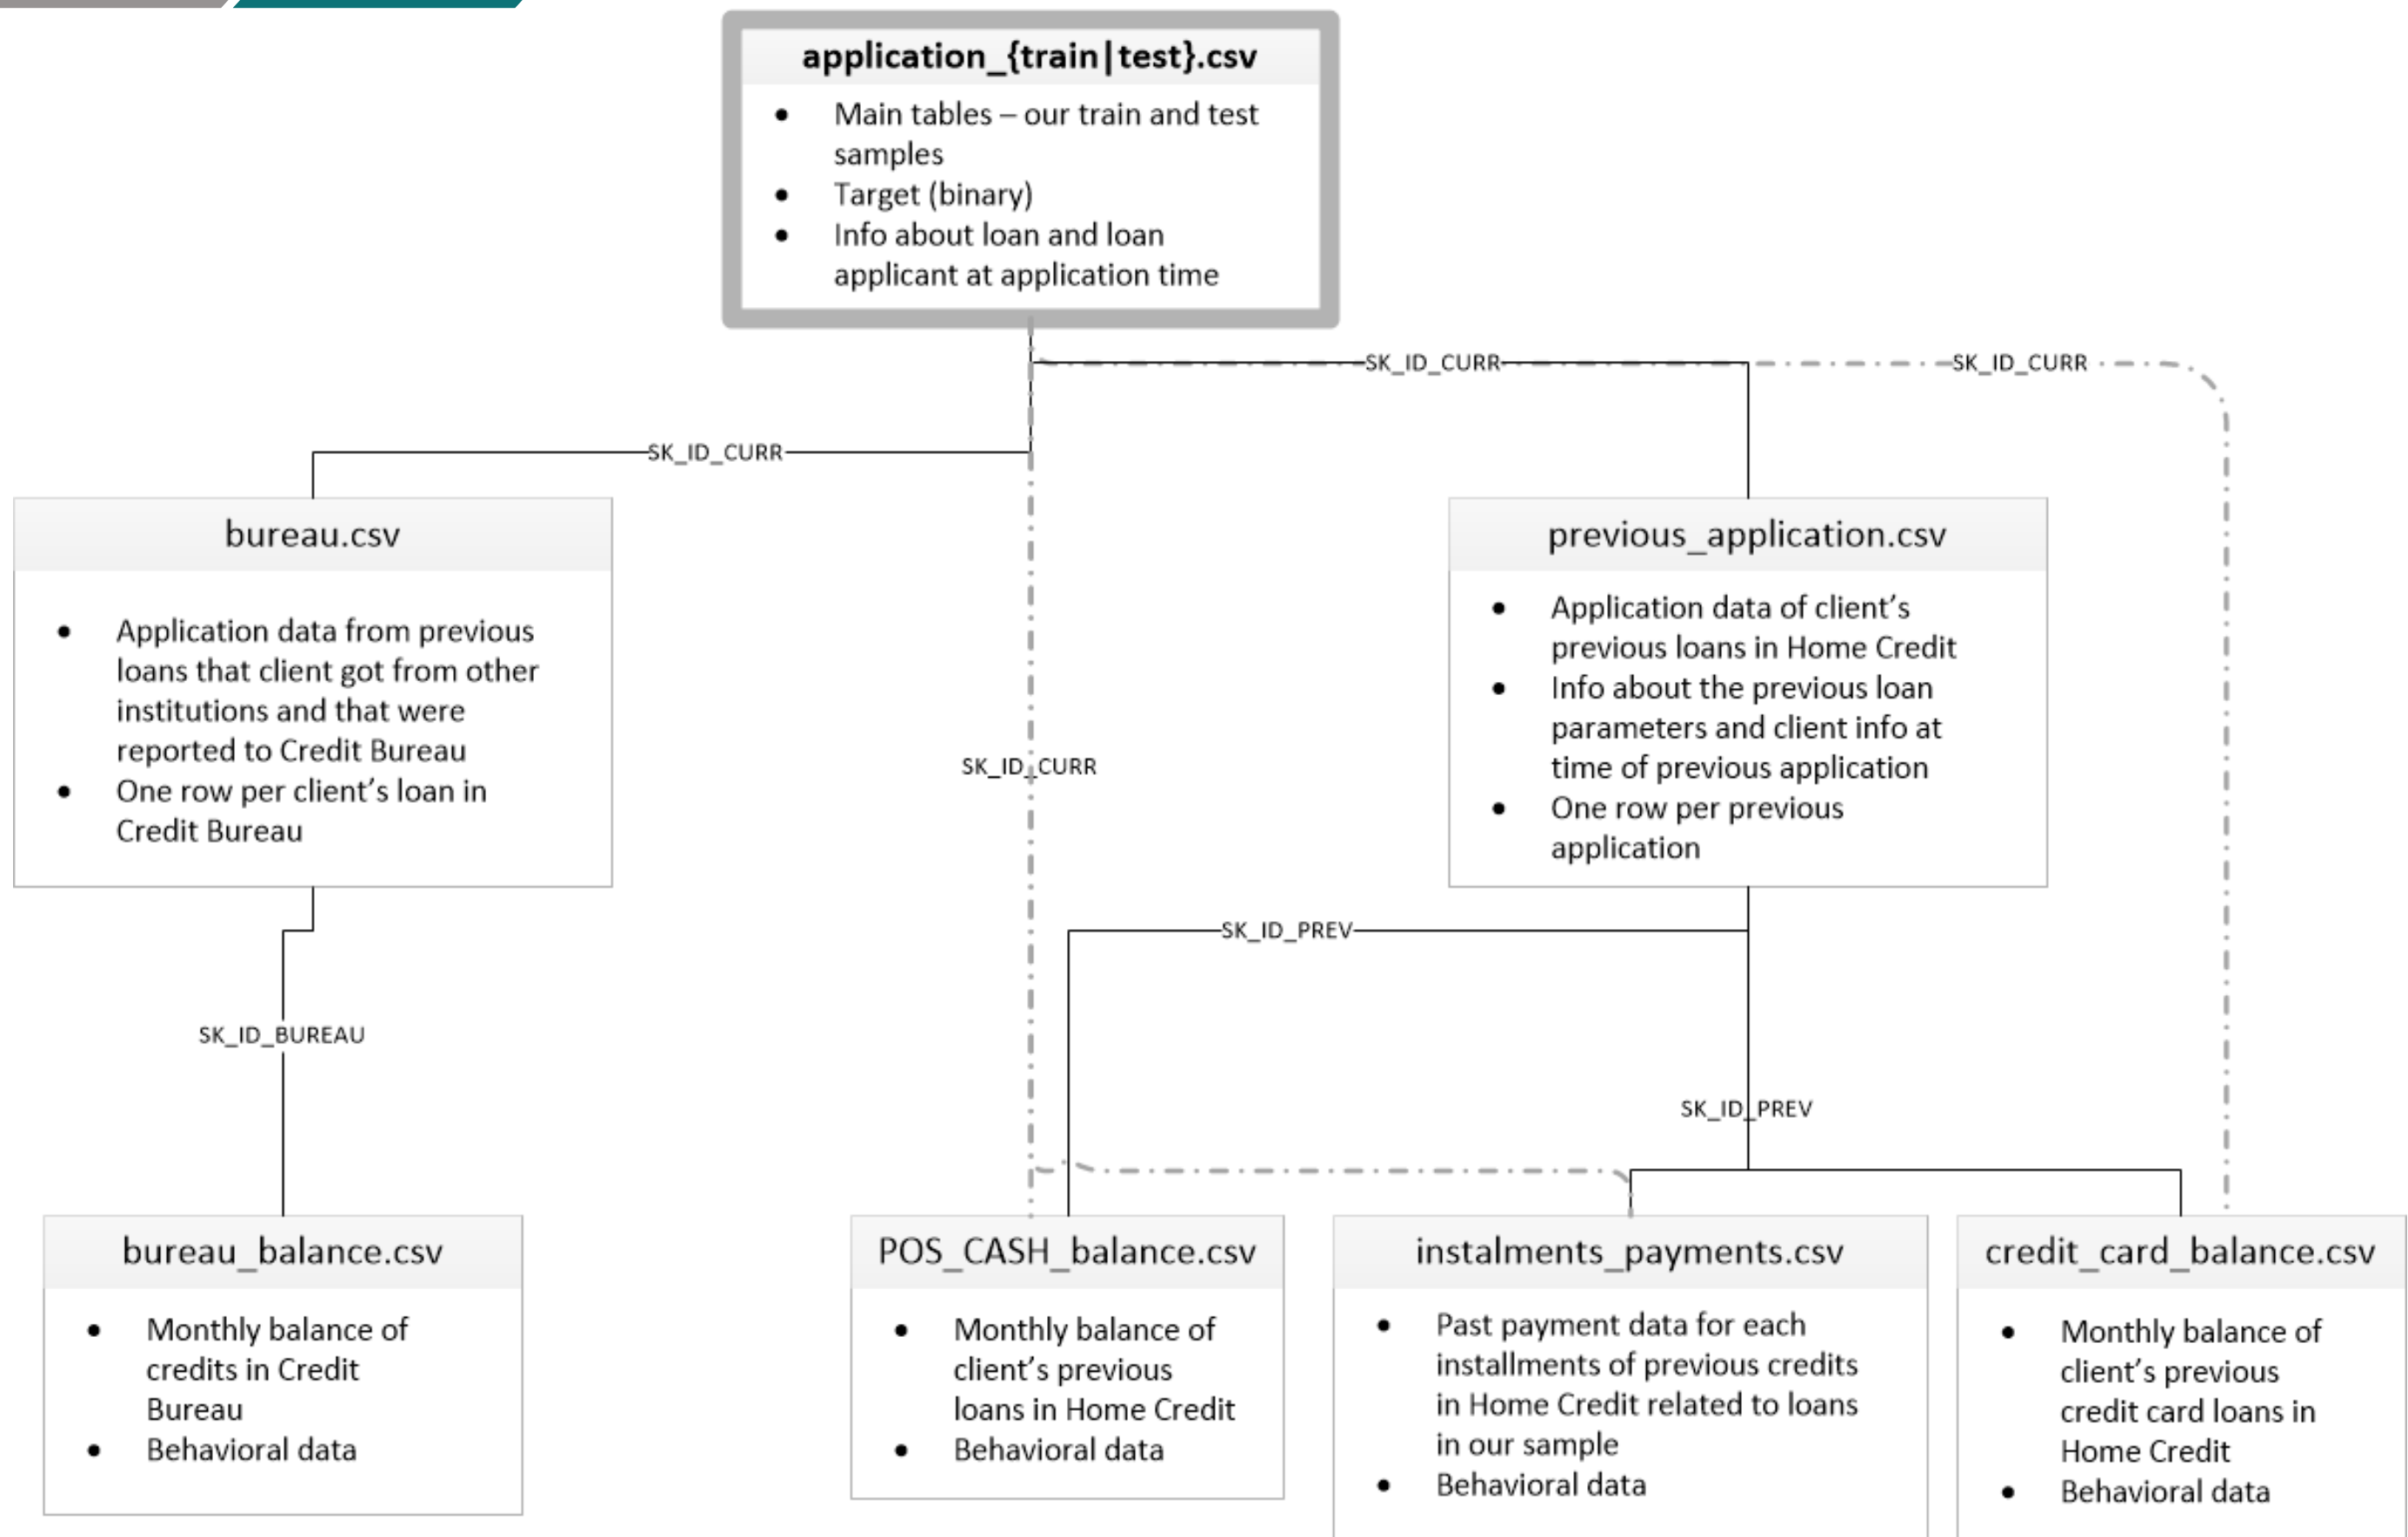 application_{train|test}.csv
• Main tables – our train and test
samples
• Target (binary)
• Info about loan and loan
applicant at application time
SK_ID_CURR
SK_ID_CURR
SK_ID_CURR
bureau.csv
• Application data from previous
loans that client got from other
institutions and that were
reported to Credit Bureau
• One row per client’s loan in
Credit Bureau
previous_application.csv
• Application data of client’s
previous loans in Home Credit
• Info about the previous loan
parameters and client info at
time of previous application
• One row per previous
application
SK_ID_CURR
SK_ID_PREV
SK_ID_BUREAU
SK_ID_PREV
bureau_balance.csv
• Monthly balance of
credits in Credit
Bureau
• Behavioral data
POS_CASH_balance.csv
• Monthly balance of
client’s previous
loans in Home Credit
• Behavioral data
instalments_payments.csv
• Past payment data for each
installments of previous credits
in Home Credit related to loans
in our sample
• Behavioral data
credit_card_balance.csv
• Monthly balance of
client’s previous
credit card loans in
Home Credit
• Behavioral data